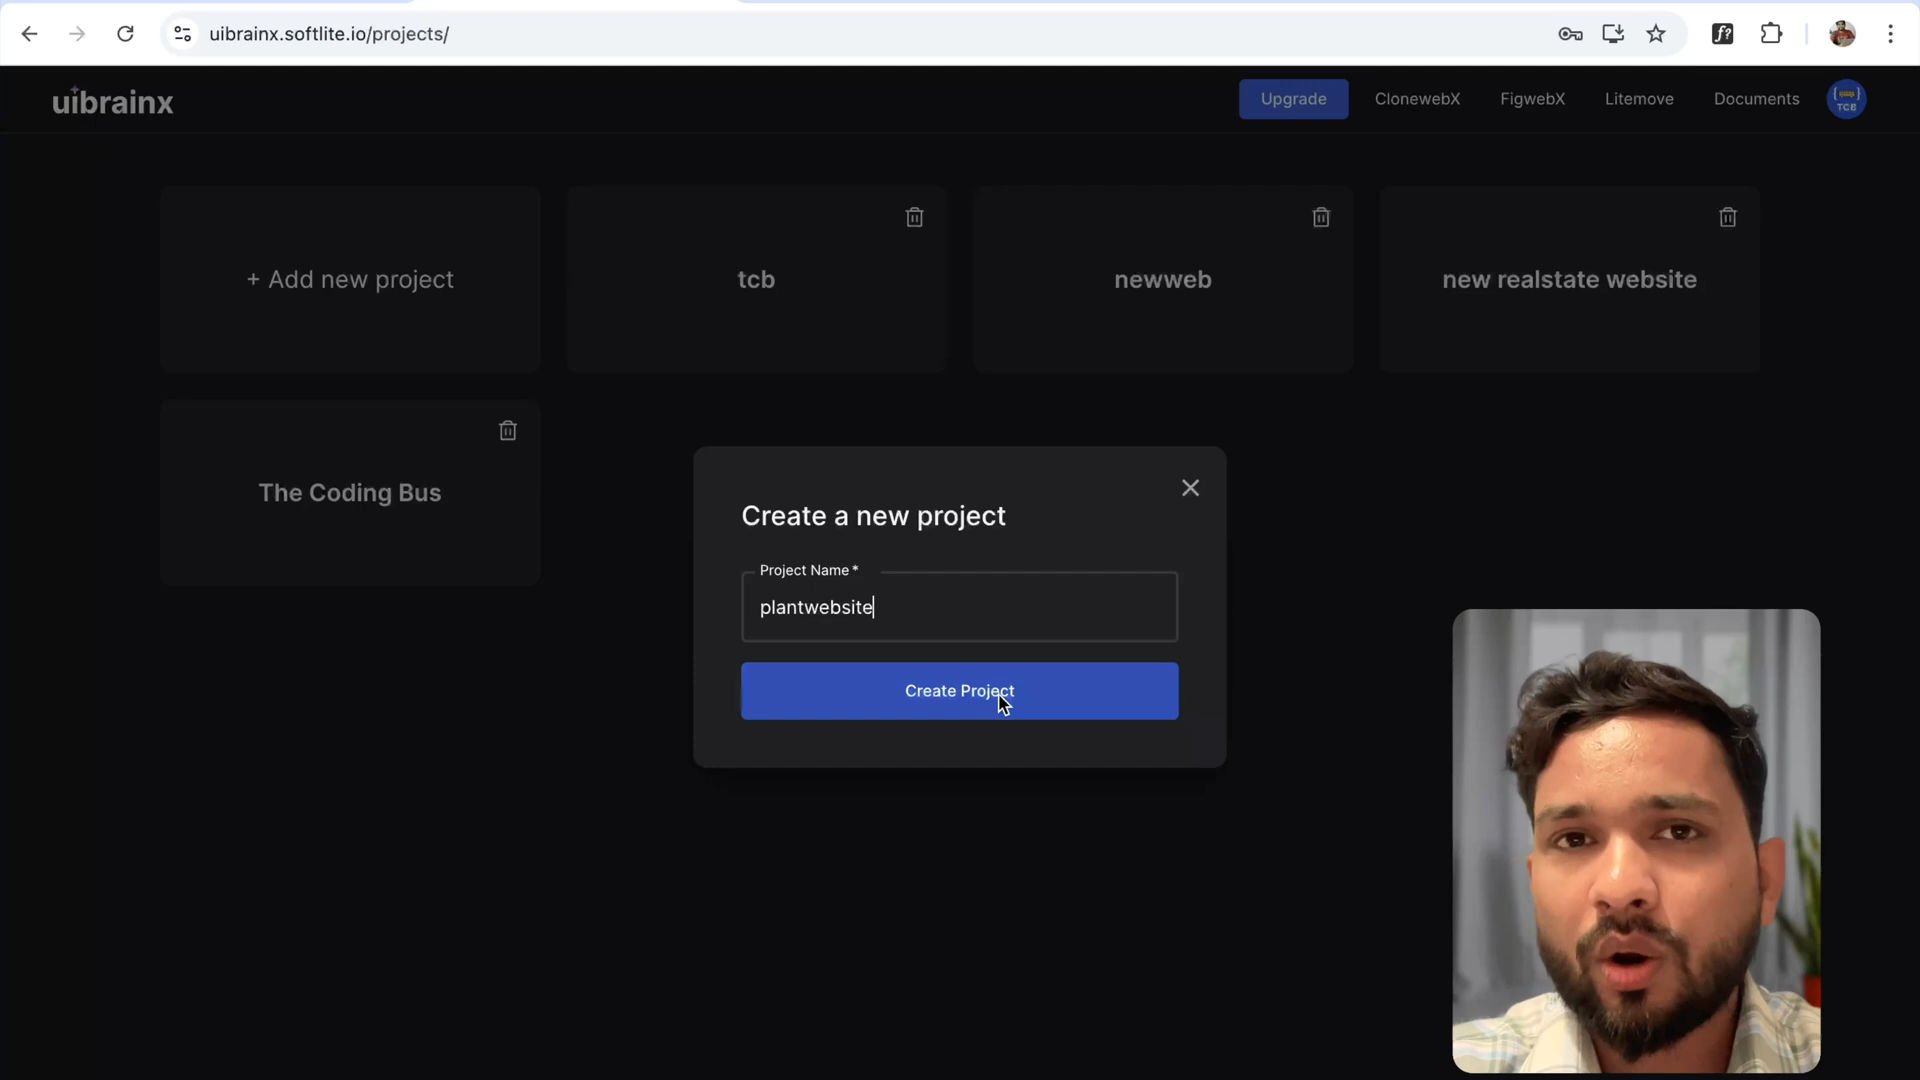 uibrainx.softlite.io/projects/
f?
uibrainx
Upgrade
ClonewebX
FigwebX
Litemove
Documents
TCB
+ Add new project
tcb
newweb
new realstate website
The Coding Bus
Create a new project
Project Name *
plantwebsite
Create Project